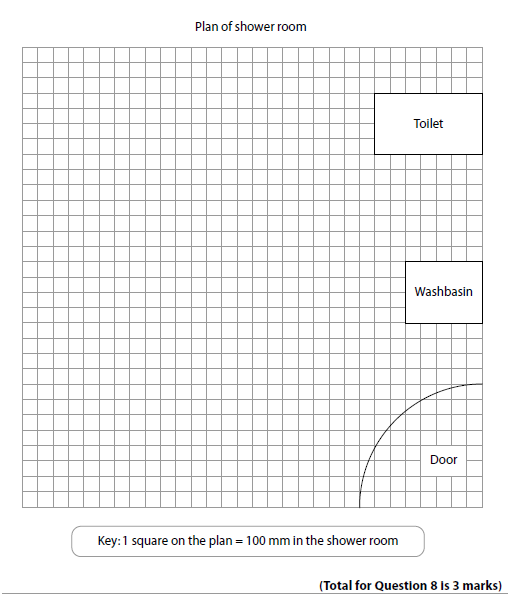 Plan of shower room
Toilet
Washbasin
Door
Key: 1 square on the plan = 100 mm in the shower room
(Total for Question 8 is 3 marks)